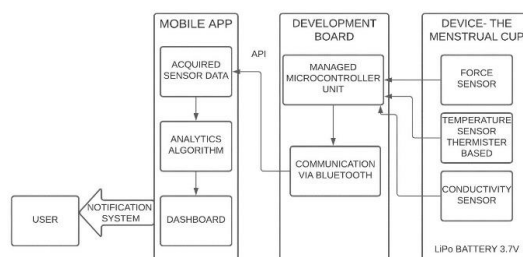 MOBILE APP
ACQUIRED
SENSOR DATA
ANALYTICS
ALGORITHM
DASHBOARD
USER
NOTIFICATION
SYSTEM
API
DEVELOPMENT
BOARD
MANAGED
MICROCONTROLLER
UNIT
COMMUNICATION
VIA BLUETOOTH
DEVICE- THE
MENSTRUAL CUP
FORCE
SENSOR
TEMPERATURE
SENSOR
THERMISTER
BASED
CONDUCTIVITY
SENSOR
LiPo BATTERY 3.7V